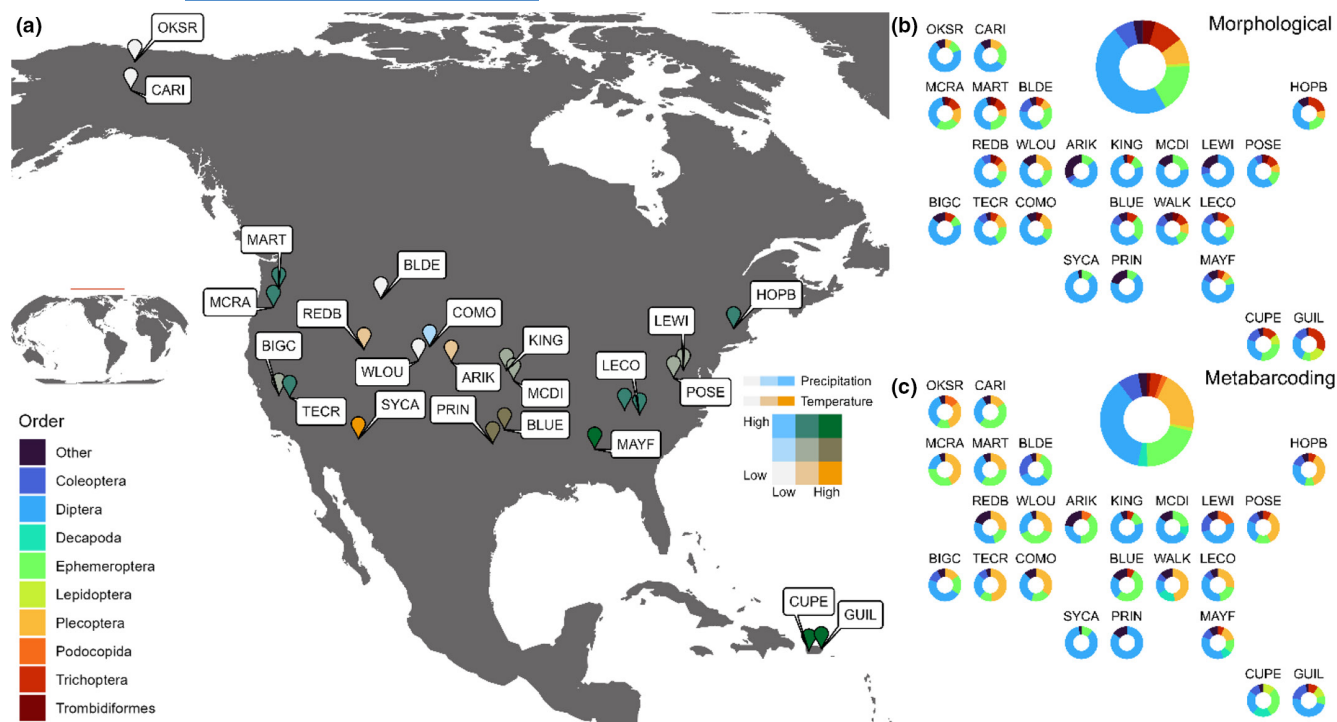 (a)
OKSR
CARI
MART
BLDE
MCRA
REDB
COMO
HOPB
LEWI
BIGC
KING
WLOU
LECO
ARIK
MCDI
POSE
TECR
SYCA
PRIN
BLUE
MAYF
CUPE
GUIL
Precipitation
Temperature
High
Low
Low High
Order
Other
Coleoptera
Diptera
Decapoda
Ephemeroptera
Lepidoptera
Plecoptera
Podocopida
Trichoptera
Trombidiformes
(b) Morphological
OKSR CARI
MCRA MART BLDE HOPB
REDB WLOU ARIK KING MCDI LEWI POSE
BIGC TECR COMO BLUE WALK LECO
SYCA PRIN MAYF
CUPE GUIL
(c) Metabarcoding
OKSR CARI
MCRA MART BLDE HOPB
REDB WLOU ARIK KING MCDI LEWI POSE
BIGC TECR COMO BLUE WALK LECO
SYCA PRIN MAYF
CUPE GUIL